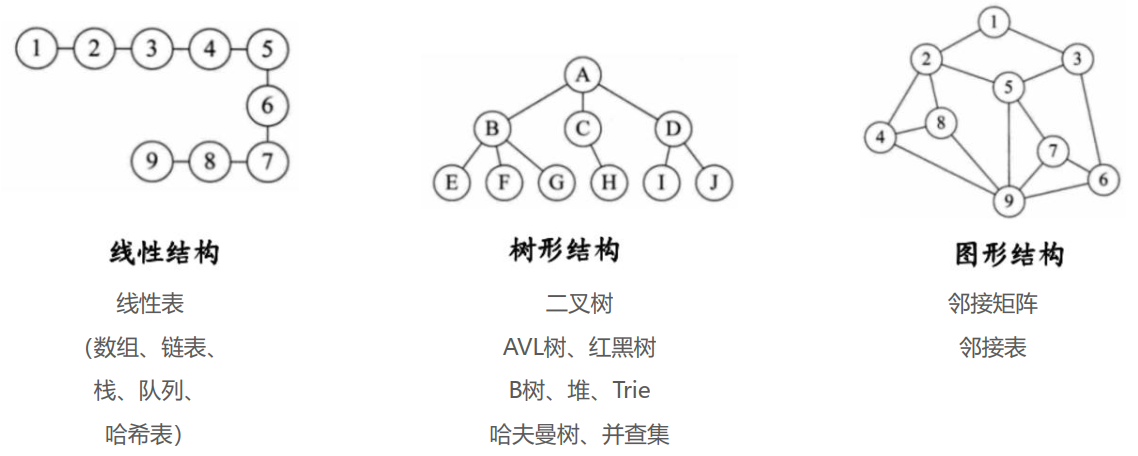 1 2 3 4 5
6
9 8 7
线性结构
线性表
（数组、链表、
栈、队列、
哈希表）
A
B C D
E F G H I J
树形结构
二叉树
AVL树、红黑树
B树、堆、Trie
哈夫曼树、并查集
1
2 3
5
8
4
7
6
9
图形结构
邻接矩阵
邻接表